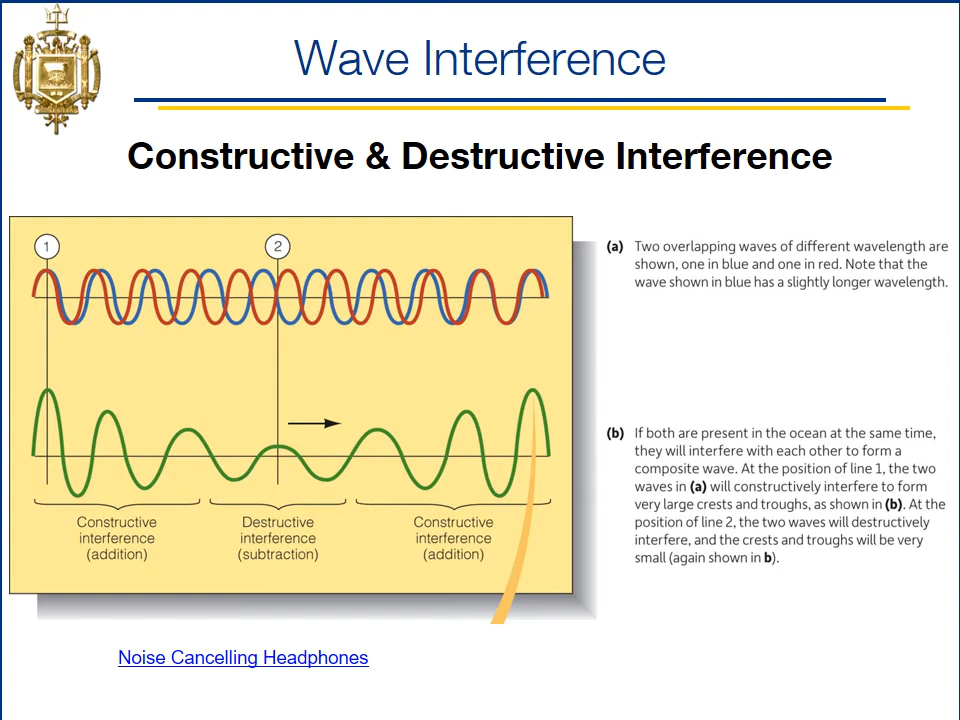 Wave Interference
Constructive & Destructive Interference
1
2
Constructive
interference
(addition)
Destructive
interference
(subtraction)
Constructive
interference
(addition)
(a) Two overlapping waves of different wavelength are
shown, one in blue and one in red. Note that the
wave shown in blue has a slightly longer wavelength.
(b) If both are present in the ocean at the same time,
they will interfere with each other to form a
composite wave. At the position of line 1, the two
waves in (a) will constructively interfere to form
very large crests and troughs, as shown in (b). At the
position of line 2, the two waves will destructively
interfere, and the crests and troughs will be very
small (again shown in b).
Noise Cancelling Headphones